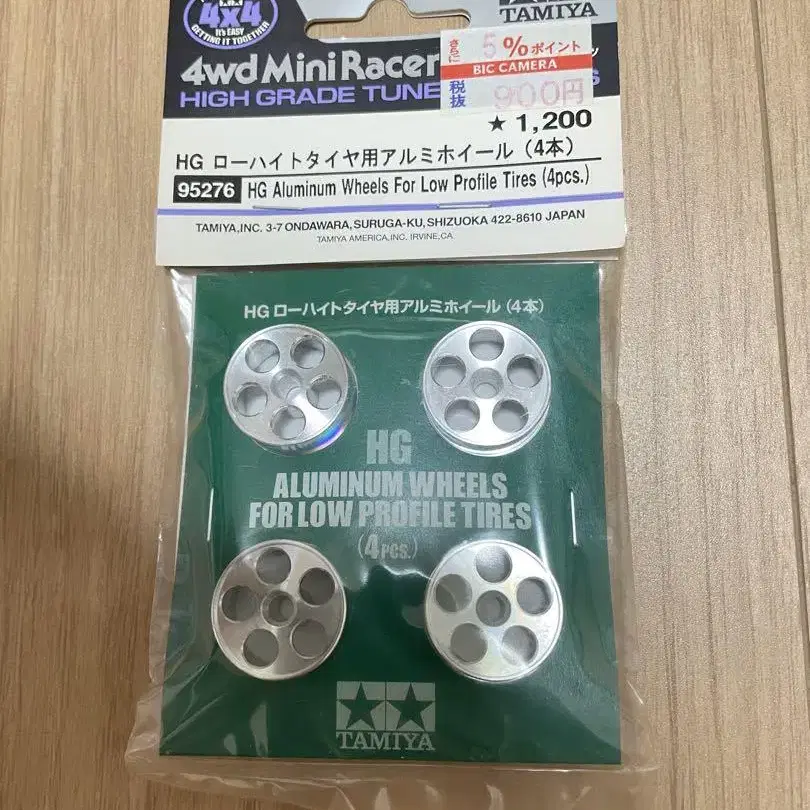 4x4
It's EASY
GETTING IT TOGETHER
TAMIYA
4wd Mini Racer
HIGH GRADE TUNE
さらに 5%ポイント
BIC CAMERA
税抜 900円
★ 1,200
HG ローハイトタイヤ用アルミホイール（4本）
95276 HG Aluminum Wheels For Low Profile Tires (4pcs.)
TAMIYA,INC. 3-7 ONDAWARA, SURUGA-KU, SHIZUOKA 422-8610 JAPAN
TAMIYA AMERICA,INC. IRVINE,CA.
HG ローハイトタイヤ用アルミホイール（4本）
HG
ALUMINUM WHEELS
FOR LOW PROFILE TIRES
(4PCS.)
TAMIYA